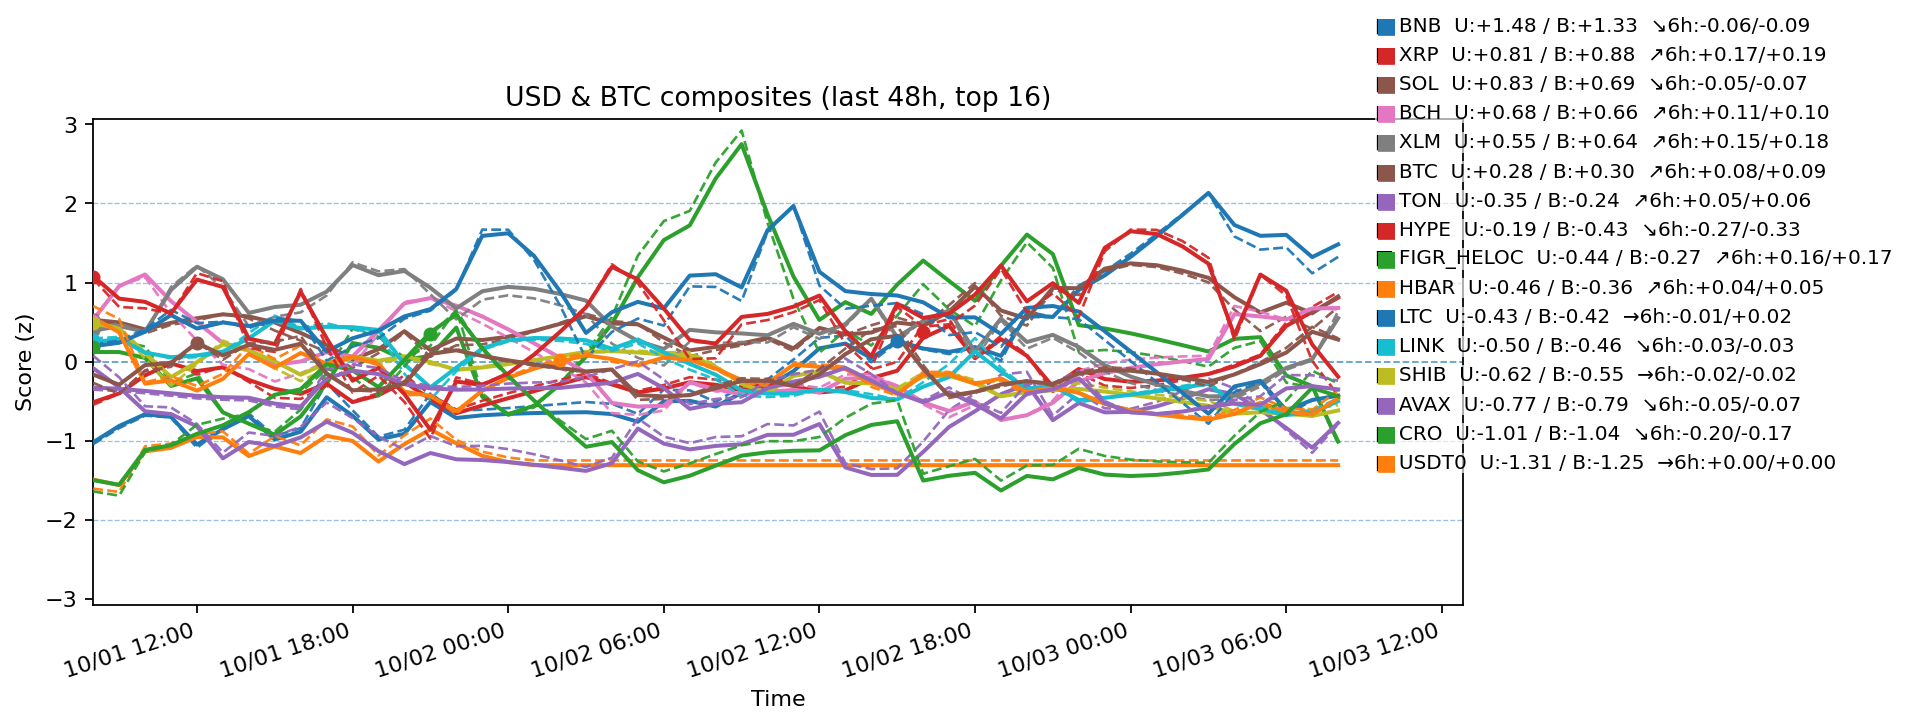 BNB  U:+1.48 / B:+1.33  ↘6h:-0.06/-0.09
XRP  U:+0.81 / B:+0.88  ↗6h:+0.17/+0.19
SOL  U:+0.83 / B:+0.69  ↘6h:-0.05/-0.07
BCH  U:+0.68 / B:+0.66  ↗6h:+0.11/+0.10
XLM  U:+0.55 / B:+0.64  ↗6h:+0.15/+0.18
BTC  U:+0.28 / B:+0.30  ↗6h:+0.08/+0.09
TON  U:-0.35 / B:-0.24  ↗6h:+0.05/+0.06
HYPE  U:-0.19 / B:-0.43  ↘6h:-0.27/-0.33
FIGR_HELOC  U:-0.44 / B:-0.27  ↗6h:+0.16/+0.17
HBAR  U:-0.46 / B:-0.36  ↗6h:+0.04/+0.05
LTC  U:-0.43 / B:-0.42  →6h:-0.01/+0.02
LINK  U:-0.50 / B:-0.46  ↘6h:-0.03/-0.03
SHIB  U:-0.62 / B:-0.55  →6h:-0.02/-0.02
AVAX  U:-0.77 / B:-0.79  ↘6h:-0.05/-0.07
CRO  U:-1.01 / B:-1.04  ↘6h:-0.20/-0.17
USDT0  U:-1.31 / B:-1.25  →6h:+0.00/+0.00
USD & BTC composites (last 48h, top 16)
3
2
1
0
−1
−2
−3
Score (z)
10/01 12:00
10/01 18:00
10/02 00:00
10/02 06:00
10/02 12:00
10/02 18:00
10/03 00:00
10/03 06:00
10/03 12:00
Time